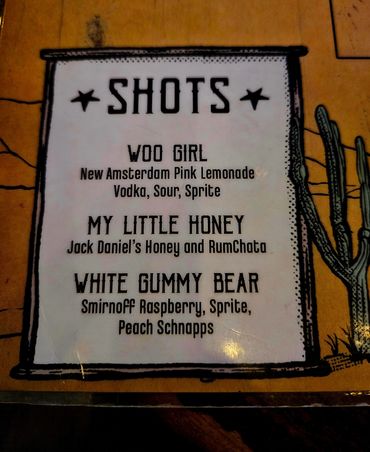 SHOTS
WOO GIRL
New Amsterdam Pink Lemonade
Vodka, Sour, Sprite
MY LITTLE HONEY
Jack Daniel's Honey and RumChata
WHITE GUMMY BEAR
Smirnoff Raspberry, Sprite,
Peach Schnapps